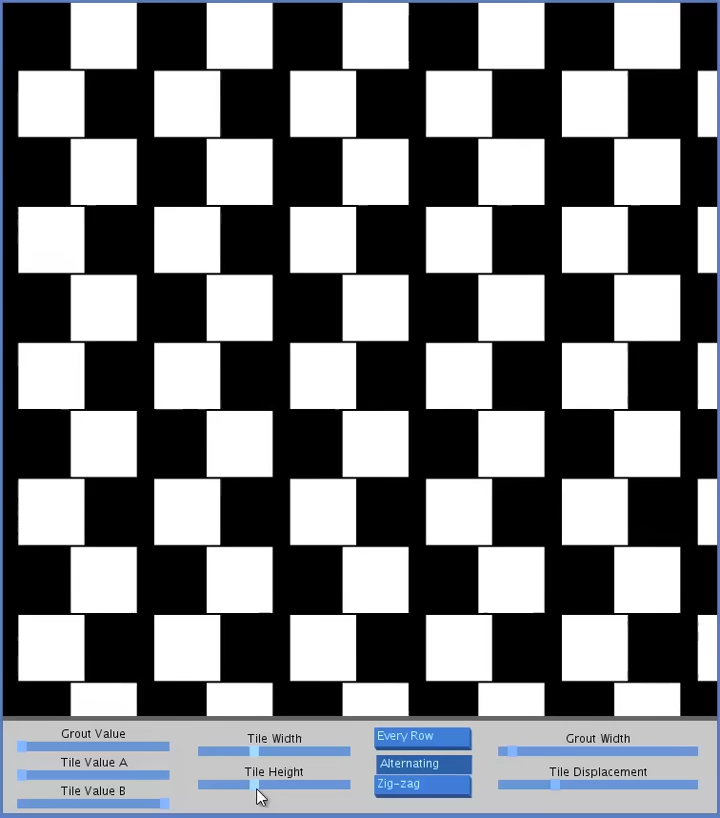 Grout Value
Tile Value A
Tile Value B
Tile Width
Tile Height
Every Row
Alternating
Zig-zag
Grout Width
Tile Displacement